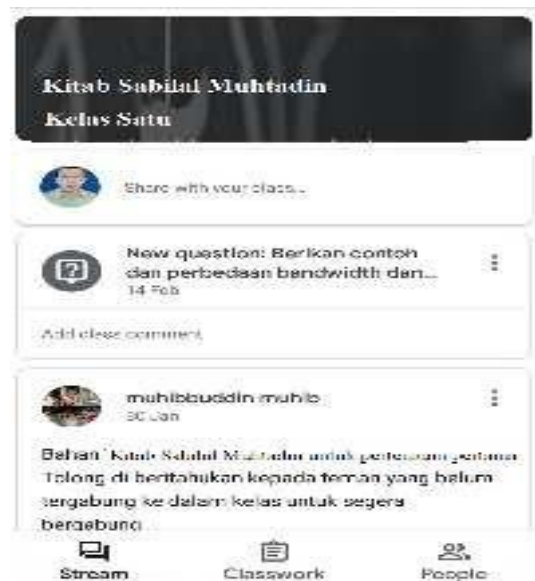 Kitab Sabilal Muhtadin
Kelas Satu
Share with your class...
New question: Berikan contoh
dan perbedaan bandwidth dan...
14 Feb
Add class comment
muhibbuddin muhib
30 Jan
Bahan Kitab Sabilal Muhtadin untuk pertemuan pertama
Tolong di beritahukan kepada teman yang belum
tergabung ke dalam kelas untuk segera
bergabung
Stream Classwork People